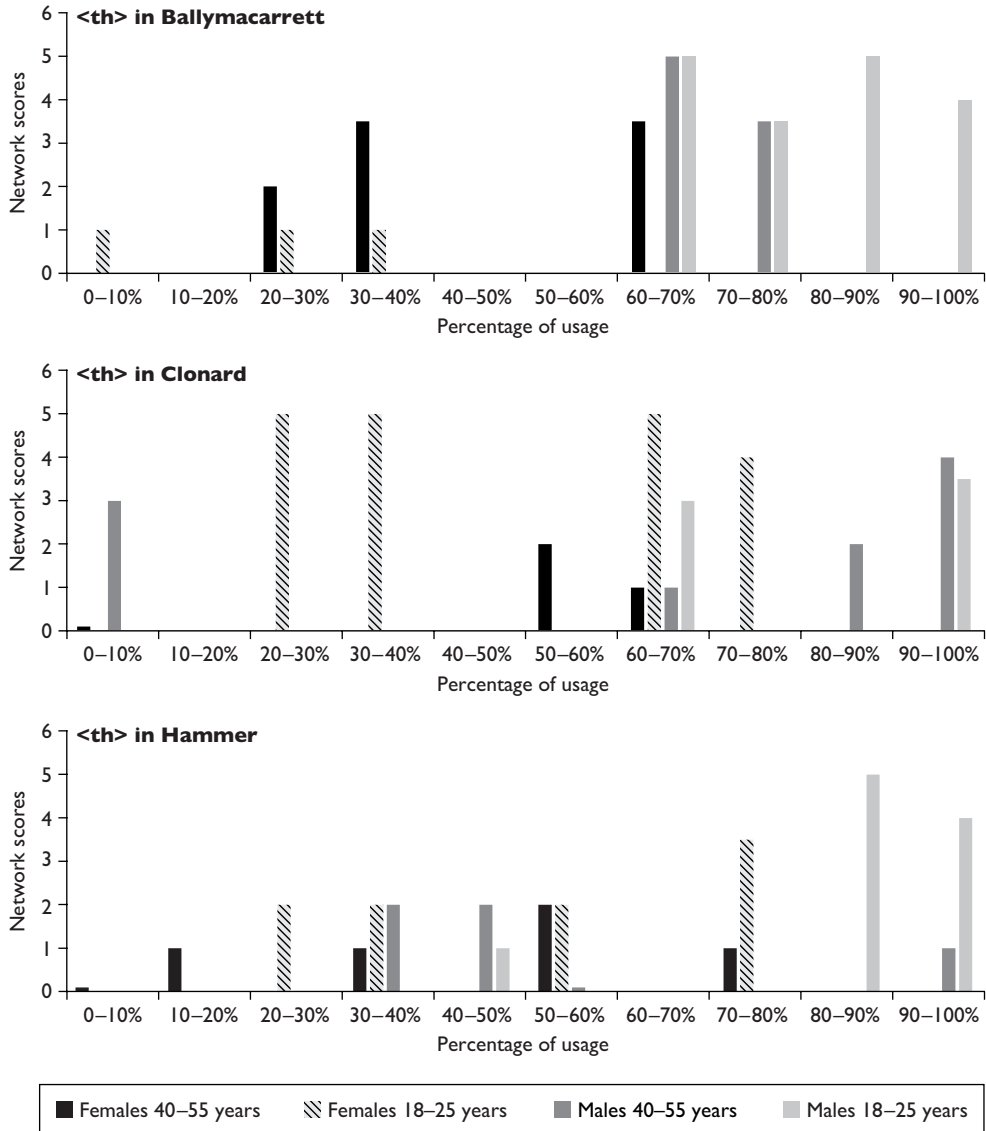 <th> in Ballymacarrett
Network scores
6
5
4
3
2
1
0
0–10% 10–20% 20–30% 30–40% 40–50% 50–60% 60–70% 70–80% 80–90% 90–100%
Percentage of usage
<th> in Clonard
Network scores
6
5
4
3
2
1
0
0–10% 10–20% 20–30% 30–40% 40–50% 50–60% 60–70% 70–80% 80–90% 90–100%
Percentage of usage
<th> in Hammer
Network scores
6
5
4
3
2
1
0
0–10% 10–20% 20–30% 30–40% 40–50% 50–60% 60–70% 70–80% 80–90% 90–100%
Percentage of usage
Females 40–55 years Females 18–25 years Males 40–55 years Males 18–25 years